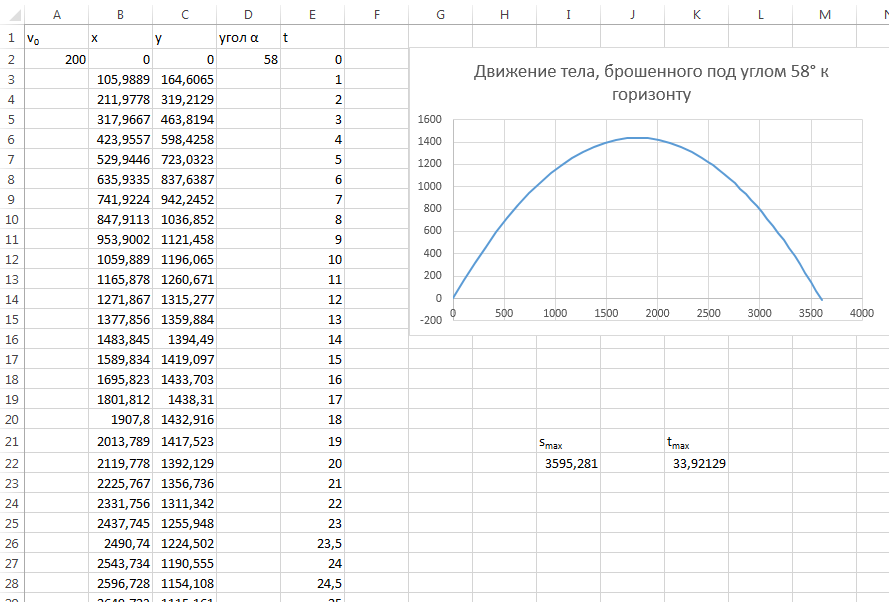 A B C D E F G H I J K L M
1 v₀ x y угол α t
2 200 0 0 58 0
3 105,9889 164,6065 1
4 211,9778 319,2129 2
5 317,9667 463,8194 3
6 423,9557 598,4258 4
7 529,9446 723,0323 5
8 635,9335 837,6387 6
9 741,9224 942,2452 7
10 847,9113 1036,852 8
11 953,9002 1121,458 9
12 1059,889 1196,065 10
13 1165,878 1260,671 11
14 1271,867 1315,277 12
15 1377,856 1359,884 13
16 1483,845 1394,49 14
17 1589,834 1419,097 15
18 1695,823 1433,703 16
19 1801,812 1438,31 17
20 1907,8 1432,916 18
21 2013,789 1417,523 19
22 2119,778 1392,129 20
23 2225,767 1356,736 21
24 2331,756 1311,342 22
25 2437,745 1255,948 23
26 2490,74 1224,502 23,5
27 2543,734 1190,555 24
28 2596,728 1154,108 24,5
Движение тела, брошенного под углом 58° к
горизонту
1600
1400
1200
1000
800
600
400
200
0
-200
0 500 1000 1500 2000 2500 3000 3500 4000
smax tmax
3595,281 33,92129